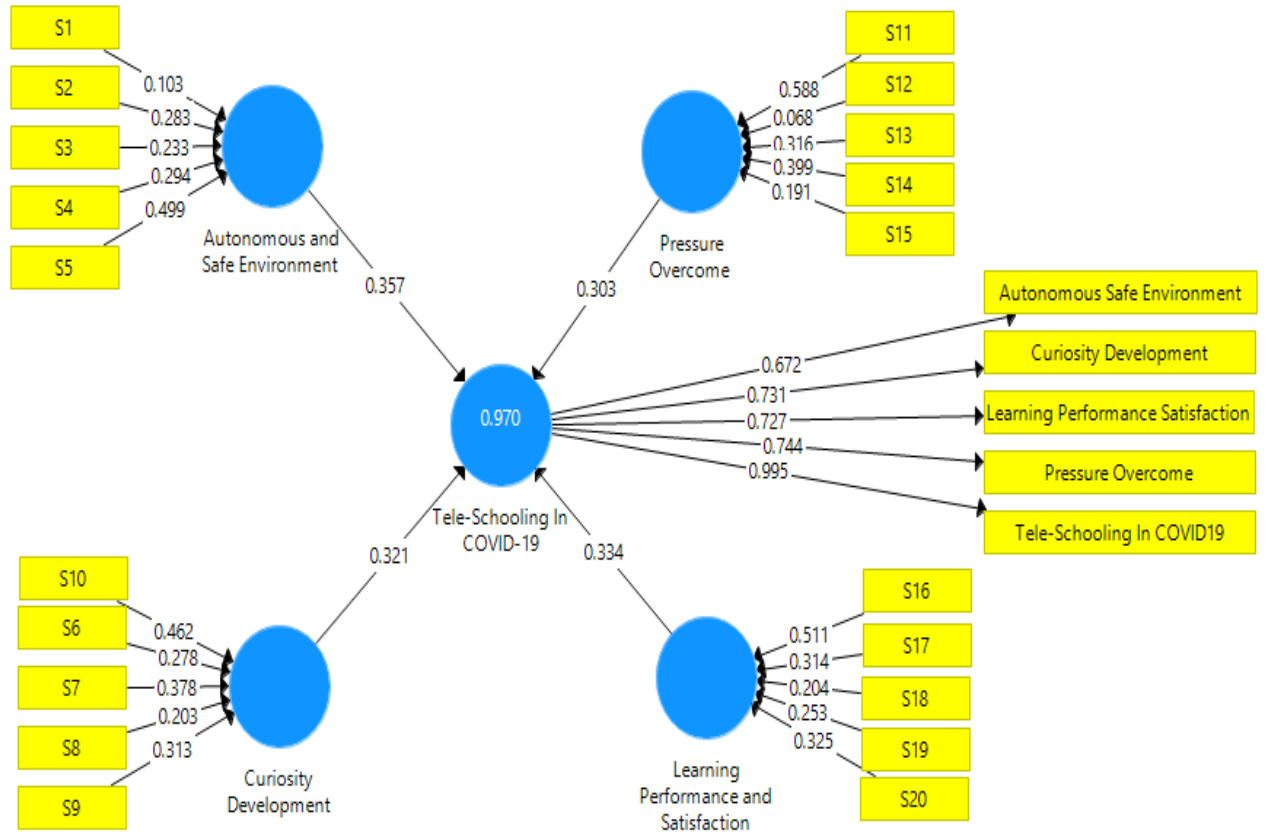 S1
S2
S3
S4
S5
0.103
0.283
0.233
0.294
0.499
Autonomous and
Safe Environment
0.357
S11
S12
S13
S14
S15
0.588
0.068
0.316
0.399
0.191
Pressure
Overcome
0.303
0.970
Tele-Schooling In
COVID-19
0.672
0.731
0.727
0.744
0.995
Autonomous Safe Environment
Curiosity Development
Learning Performance Satisfaction
Pressure Overcome
Tele-Schooling In COVID19
0.321
0.334
S10
S6
S7
S8
S9
0.462
0.278
0.378
0.203
0.313
Curiosity
Development
S16
S17
S18
S19
S20
0.511
0.314
0.204
0.253
0.325
Learning
Performance and
Satisfaction